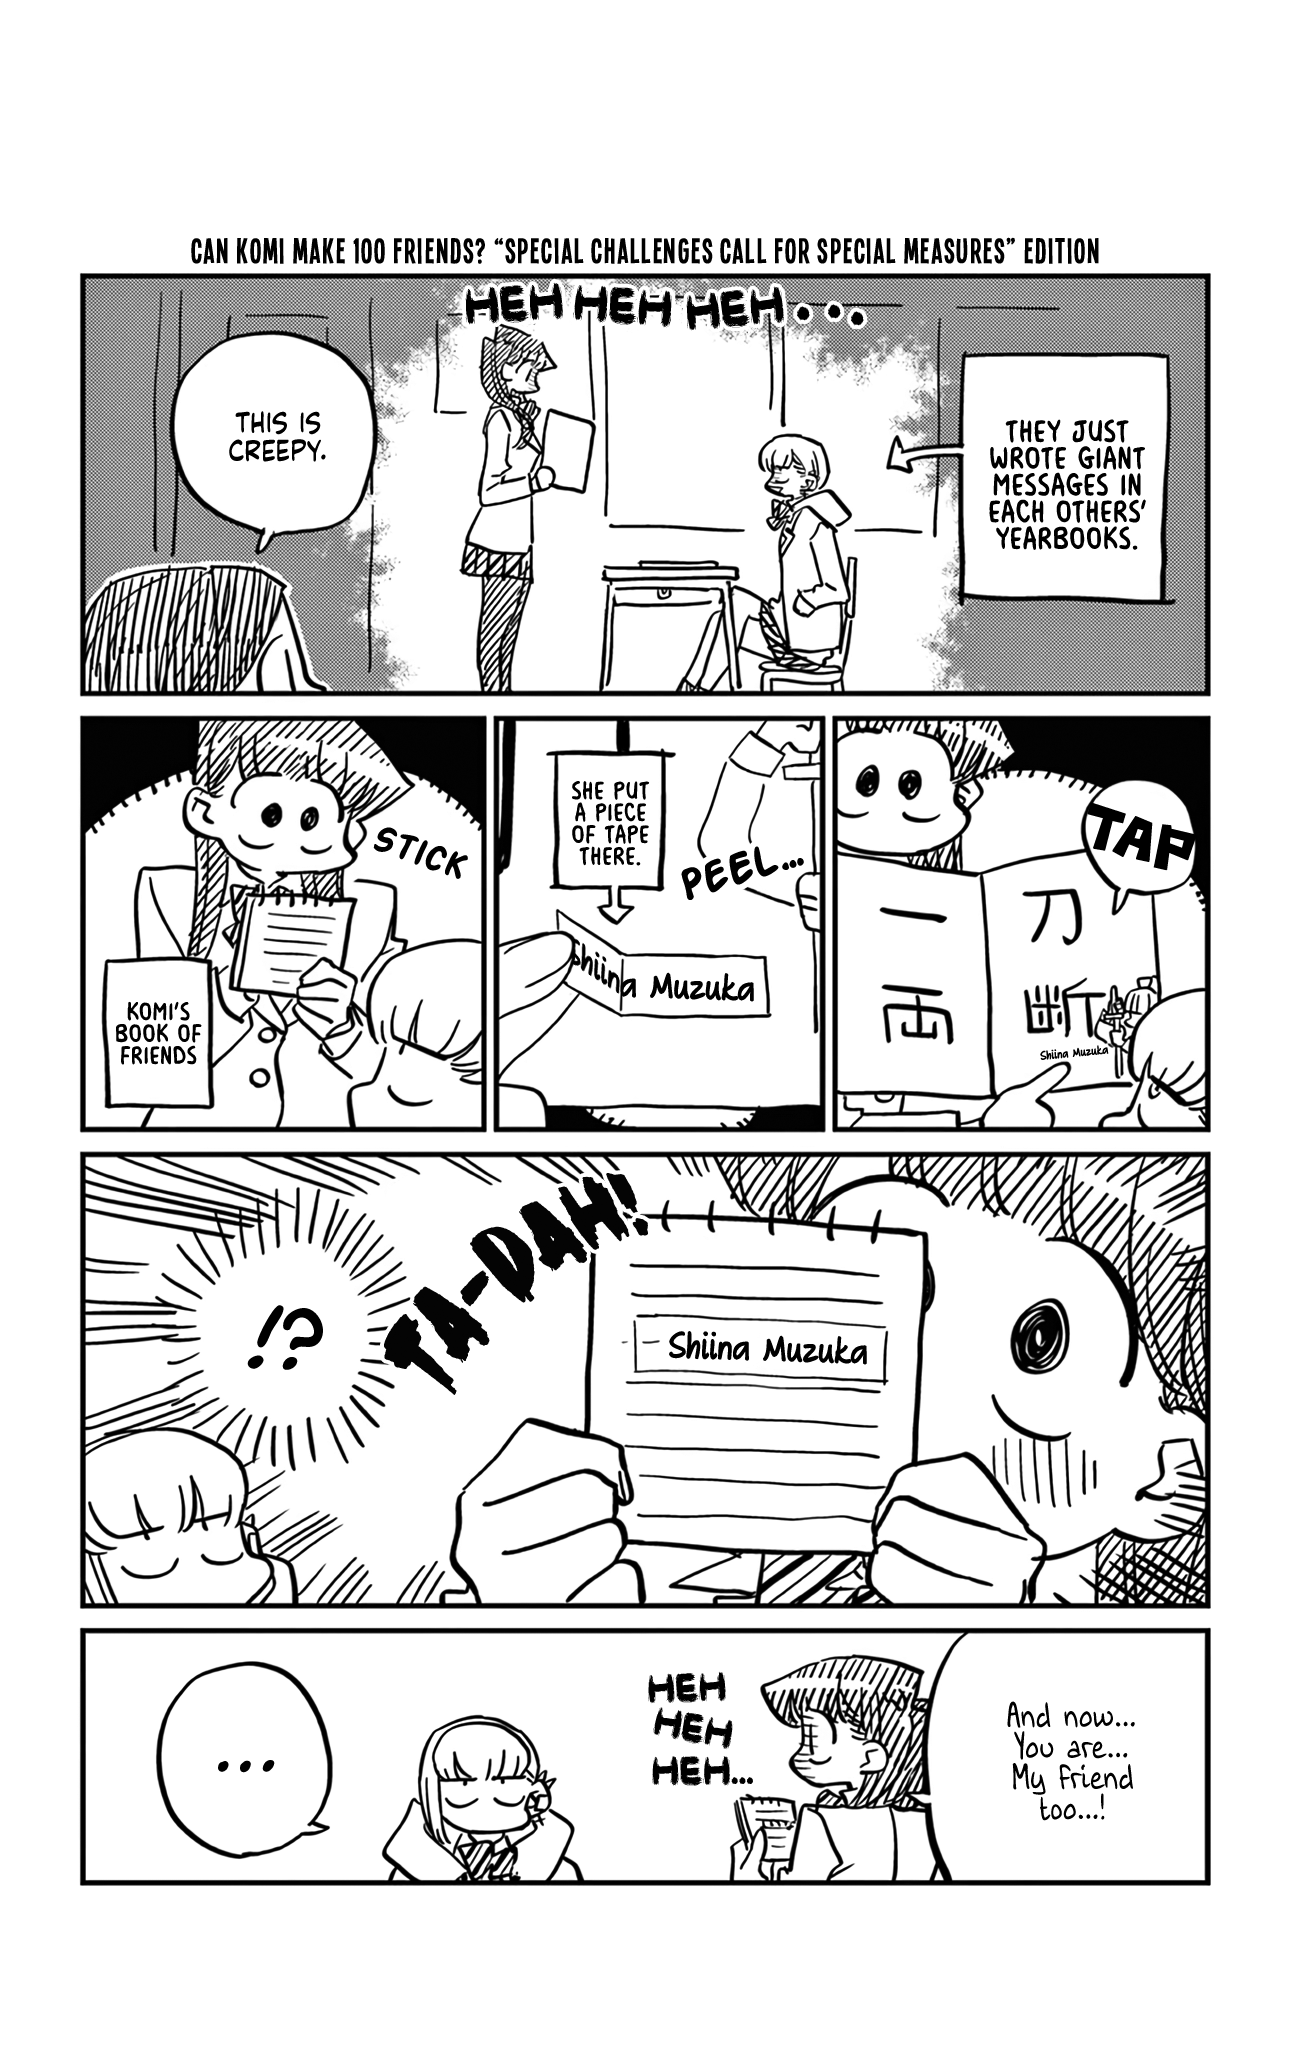 CAN KOMI MAKE 100 FRIENDS? “SPECIAL CHALLENGES CALL FOR SPECIAL MEASURES” EDITION
HEH HEH HEH...
THEY JUST
WROTE GIANT
MESSAGES IN
EACH OTHERS'
YEARBOOKS.
THIS IS
CREEPY.
TAP
一刀
両断
Shiina Muzuka
SHE PUT
A PIECE
OF TAPE
THERE.
PEEL...
Shiina Muzuka
STICK
KOMI'S
BOOK OF
FRIENDS
TA-DAH!
Shiina Muzuka
!?
And now...
You are...
My friend
too...!
HEH
HEH
HEH...
...